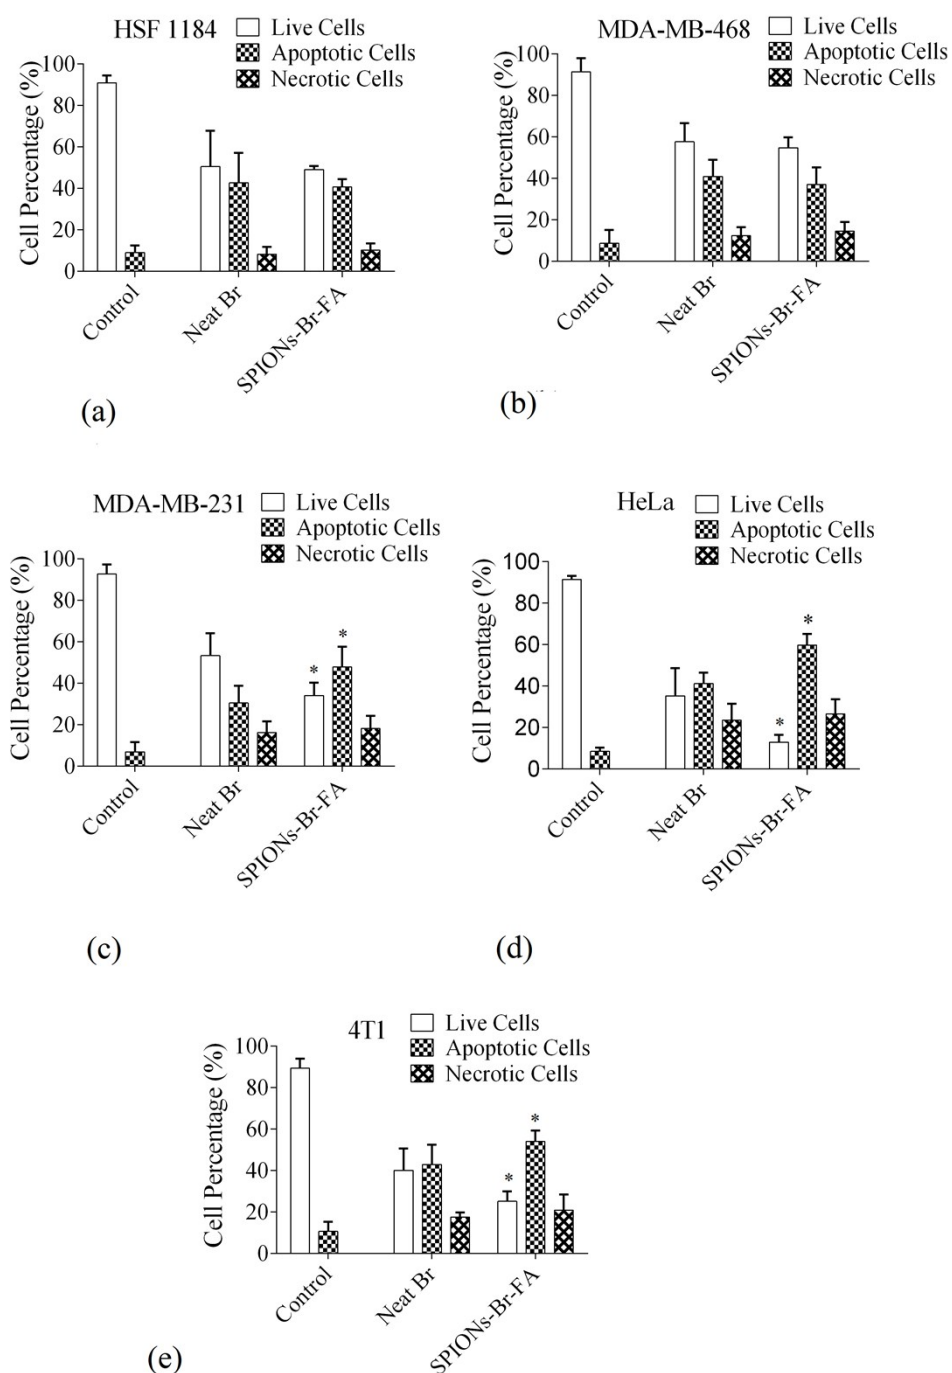 HSF 1184
Live Cells
Apoptotic Cells
Necrotic Cells
Cell Percentage (%)
100
80
60
40
20
0
Control
Neat Br
SPIONs-Br-FA
(a)
MDA-MB-468
Live Cells
Apoptotic Cells
Necrotic Cells
Cell Percentage (%)
100
80
60
40
20
0
Control
Neat Br
SPIONs-Br-FA
(b)
MDA-MB-231
Live Cells
Apoptotic Cells
Necrotic Cells
Cell Percentage (%)
100
80
60
40
20
0
*
*
Control
Neat Br
SPIONs-Br-FA
(c)
HeLa
Live Cells
Apoptotic Cells
Necrotic Cells
Cell Percentage (%)
100
80
60
40
20
0
*
*
Control
Neat Br
SPIONs-Br-FA
(d)
4T1
Live Cells
Apoptotic Cells
Necrotic Cells
Cell Percentage (%)
100
80
60
40
20
0
*
*
Control
Neat Br
SPIONs-Br-FA
(e)